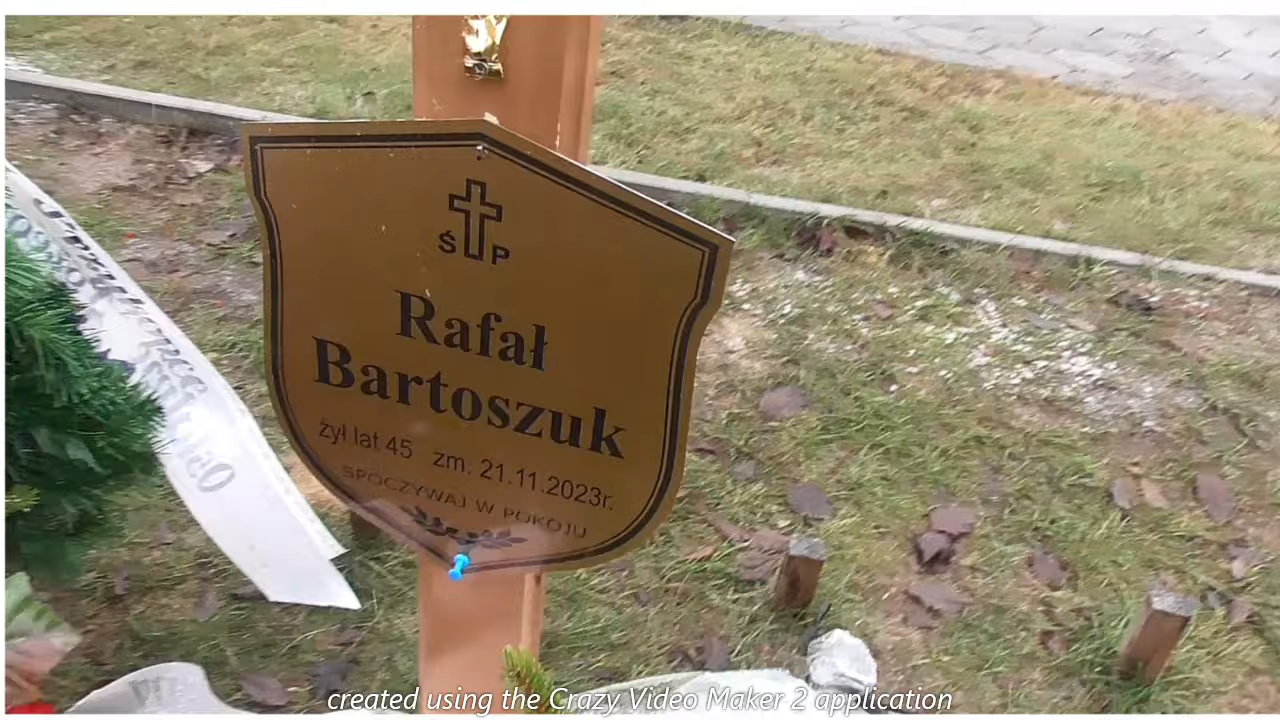 Ś P
Rafał
Bartoszuk
żył lat 45 zm. 21.11.2023r.
SPOCZYWAJ W POKOJU
created using the Crazy Video Maker 2 application